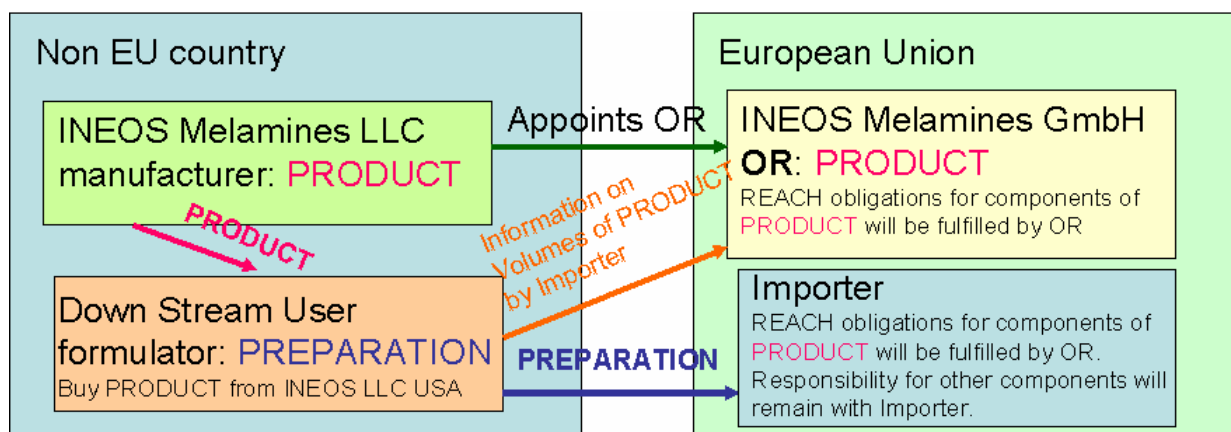 Non EU country
INEOS Melamines LLC
manufacturer: PRODUCT
PRODUCT
Down Stream User
formulator: PREPARATION
Buy PRODUCT from INEOS LLC USA
Appoints OR
Information on
Volumes of PRODUCT
by Importer
PREPARATION
European Union
INEOS Melamines GmbH
OR: PRODUCT
REACH obligations for components of
PRODUCT will be fulfilled by OR
Importer
REACH obligations for components of
PRODUCT will be fulfilled by OR.
Responsibility for other components will
remain with Importer.